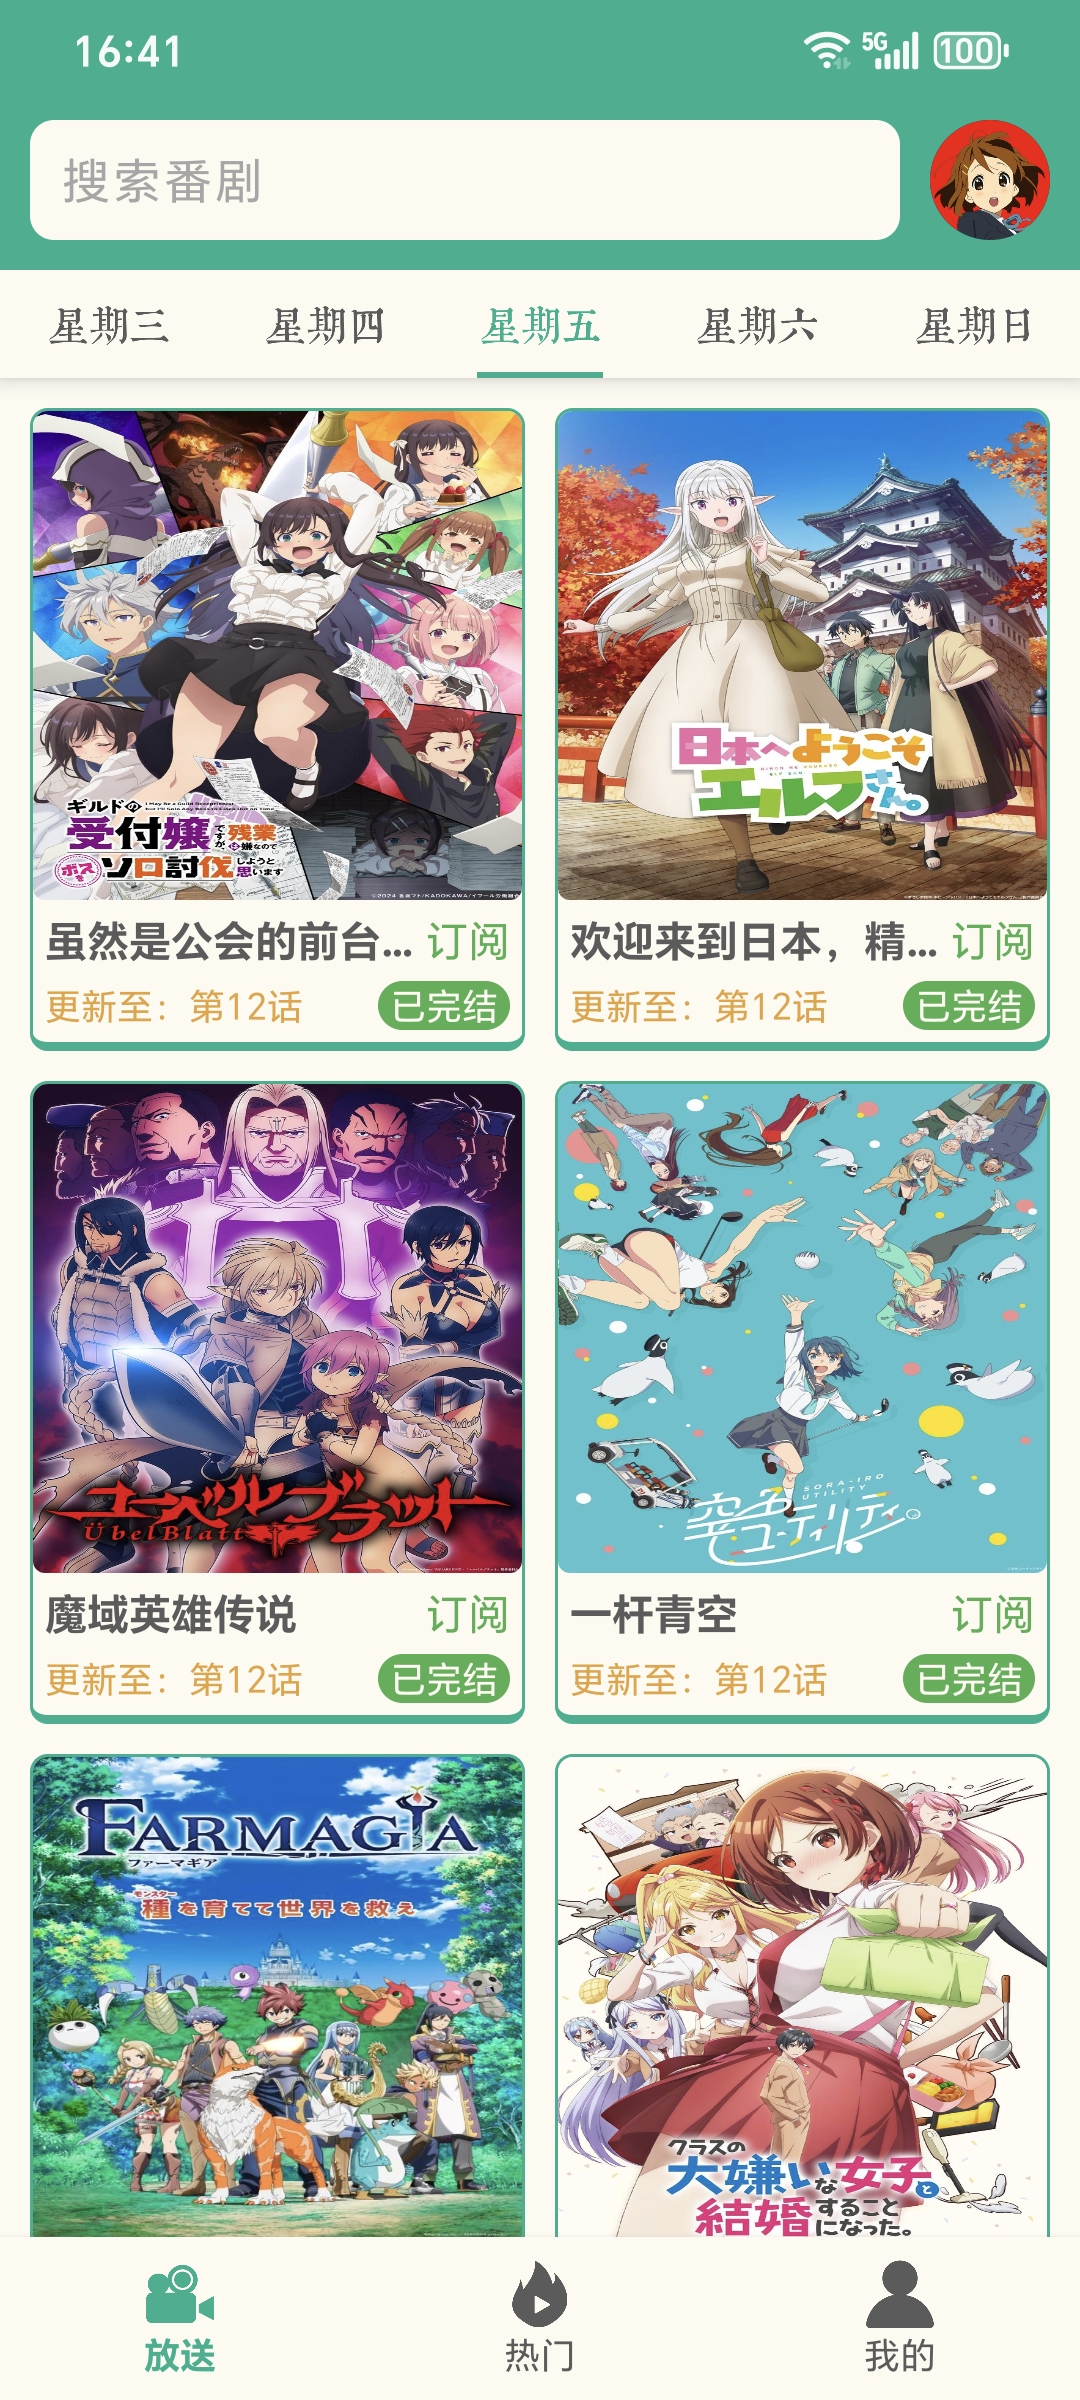 16:41
5G
100
搜索番剧
星期三
星期四
星期五
星期六
星期日
ギルドの
受付嬢ですが、残業は嫌なので
ボスをソロ討伐しようと思います
日本へようこそ
エルフさん。
虽然是公会的前台...
订阅
更新至：第12话
已完结
欢迎来到日本，精...
订阅
更新至：第12话
已完结
ユーベルブラット
ÜbelBlatt
SORA-IRO
UTILITY
空色
ユーティリティ
魔域英雄传说
订阅
更新至：第12话
已完结
一杆青空
订阅
更新至：第12话
已完结
FARMAGIA
ファーマギア
モンスター
種を育てて世界を救え
クラスの
大嫌いな女子と
結婚することになった。
放送
热门
我的